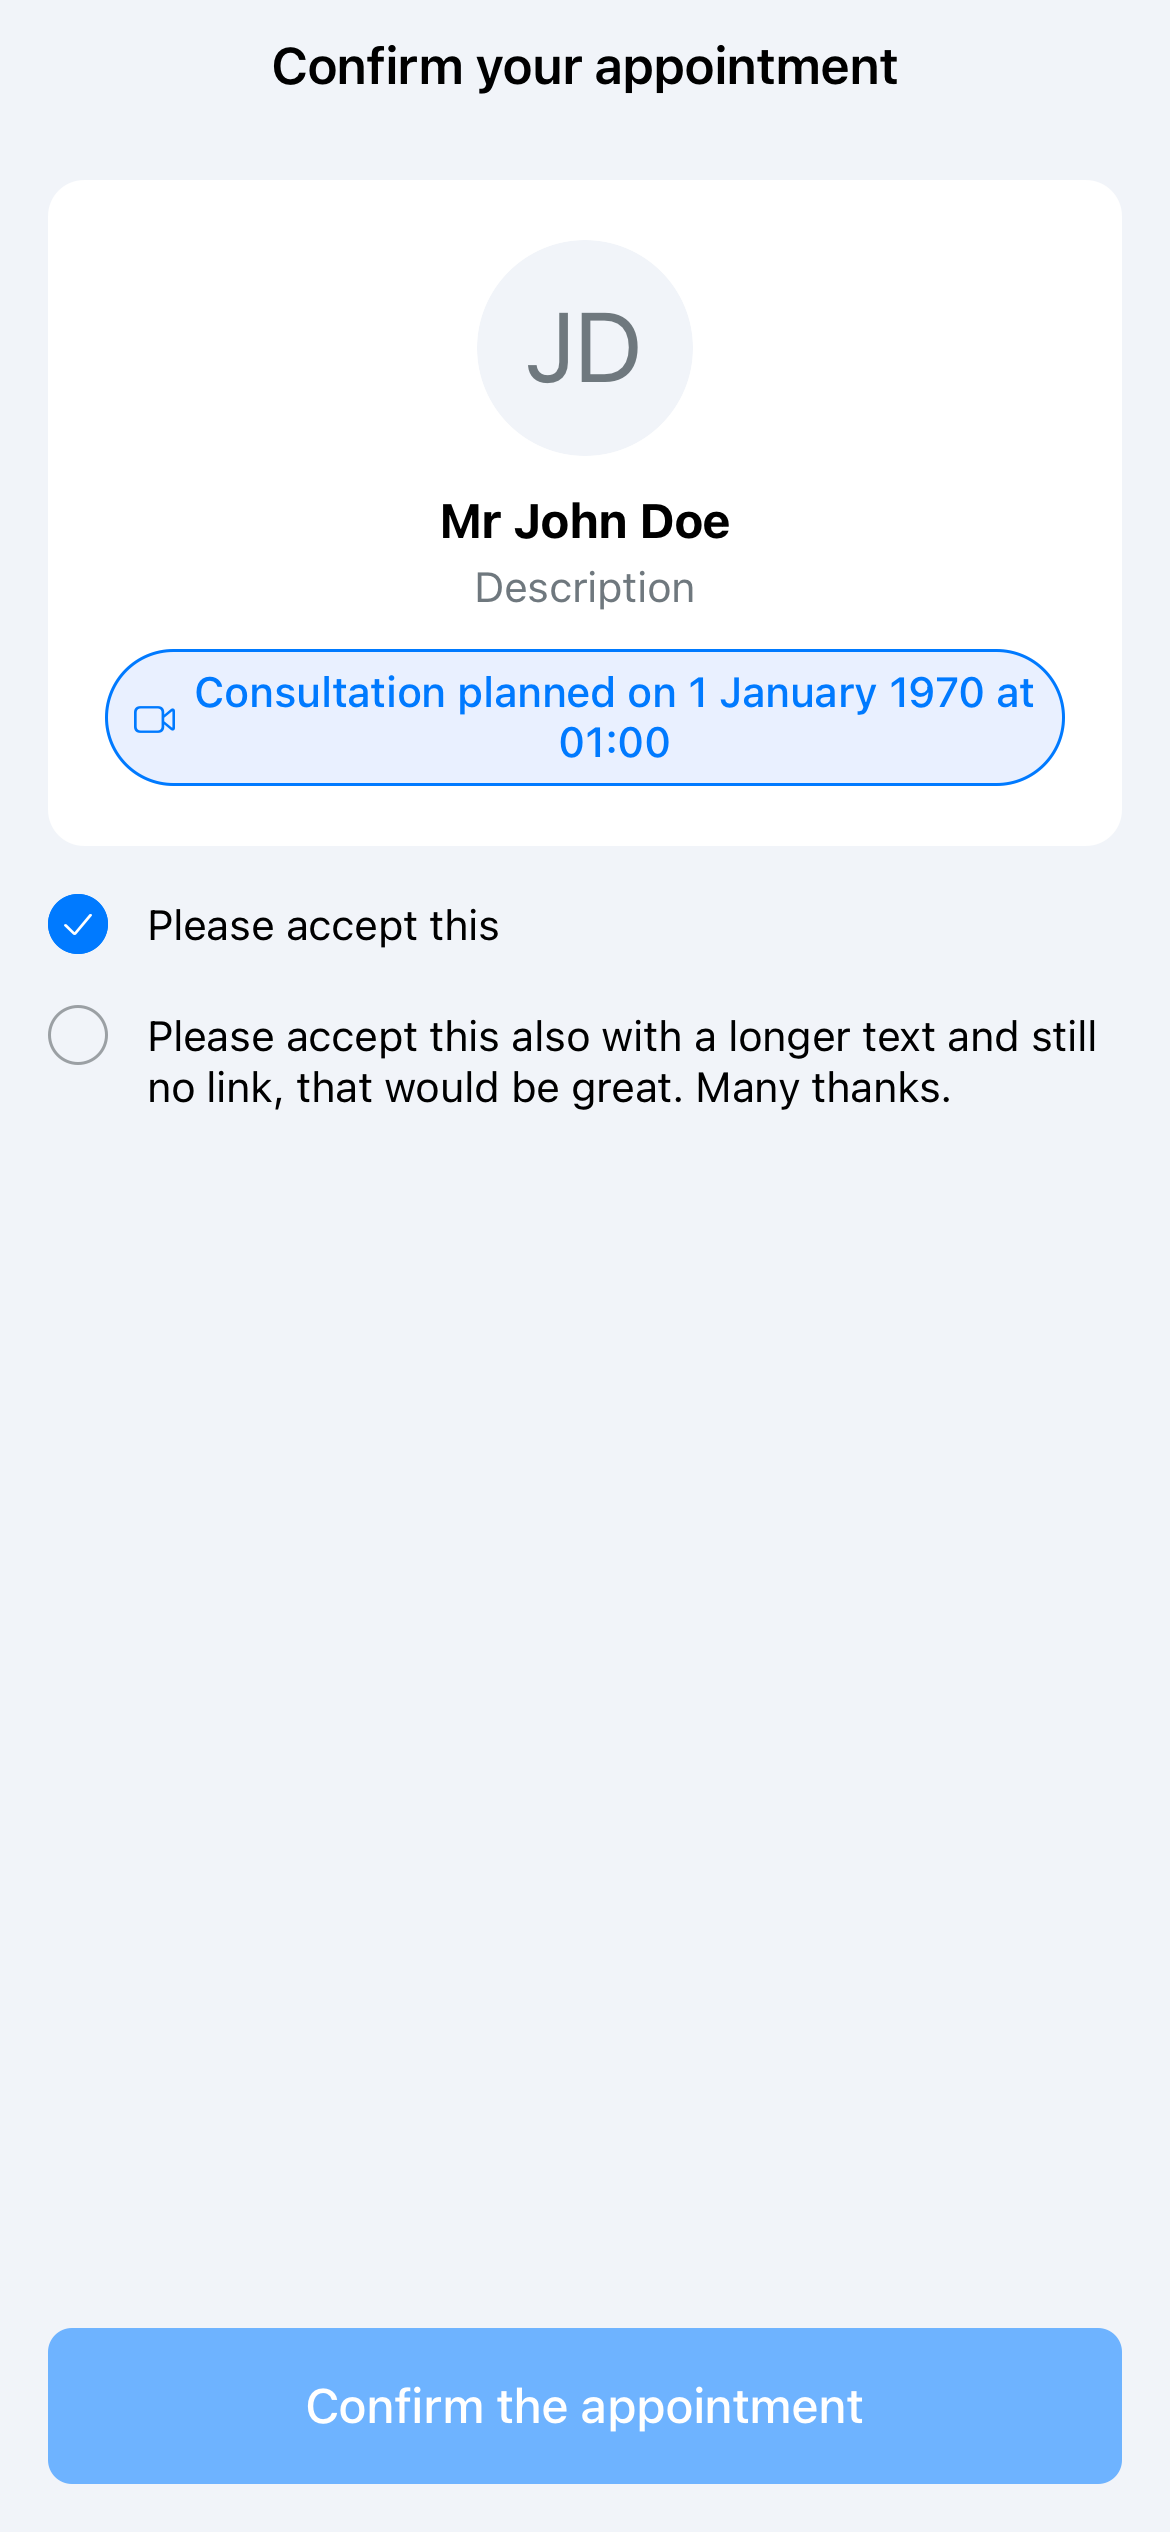 Confirm your appointment
JD
Mr John Doe
Description
Consultation planned on 1 January 1970 at
01:00
Please accept this
Please accept this also with a longer text and still
no link, that would be great. Many thanks.
Confirm the appointment